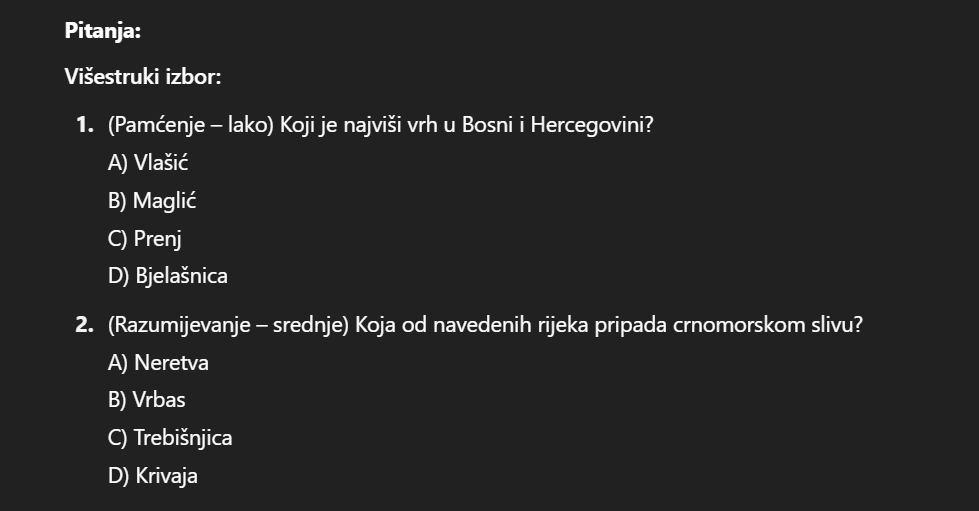 Pitanja:
Višestruki izbor:
1. (Pamćenje – lako) Koji je najviši vrh u Bosni i Hercegovini?
A) Vlašić
B) Maglić
C) Prenj
D) Bjelašnica
2. (Razumijevanje – srednje) Koja od navedenih rijeka pripada crnomorskom slivu?
A) Neretva
B) Vrbas
C) Trebišnjica
D) Krivaja